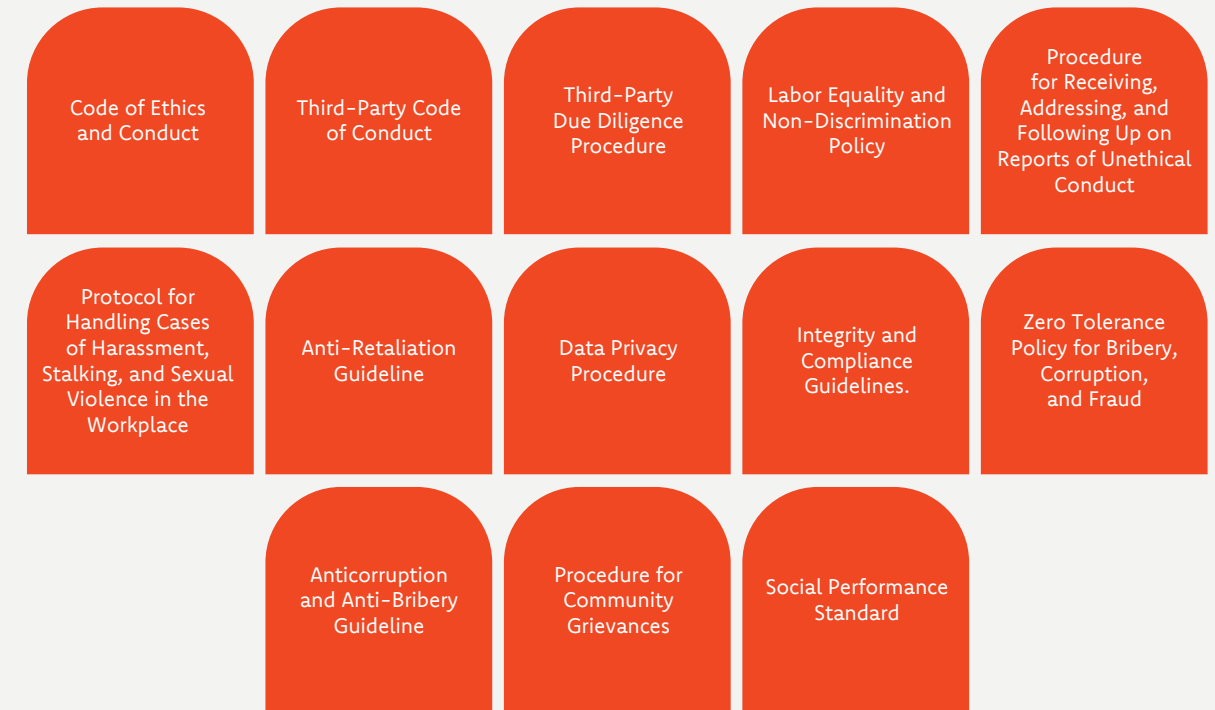 Code of Ethics
and Conduct
Third-Party Code
of Conduct
Third-Party
Due Diligence
Procedure
Labor Equality and
Non-Discrimination
Policy
Procedure
for Receiving,
Addressing, and
Following Up on
Reports of Unethical
Conduct
Protocol for
Handling Cases
of Harassment,
Stalking, and Sexual
Violence in the
Workplace
Anti-Retaliation
Guideline
Data Privacy
Procedure
Integrity and
Compliance
Guidelines.
Zero Tolerance
Policy for Bribery,
Corruption,
and Fraud
Anticorruption
and Anti-Bribery
Guideline
Procedure for
Community
Grievances
Social Performance
Standard